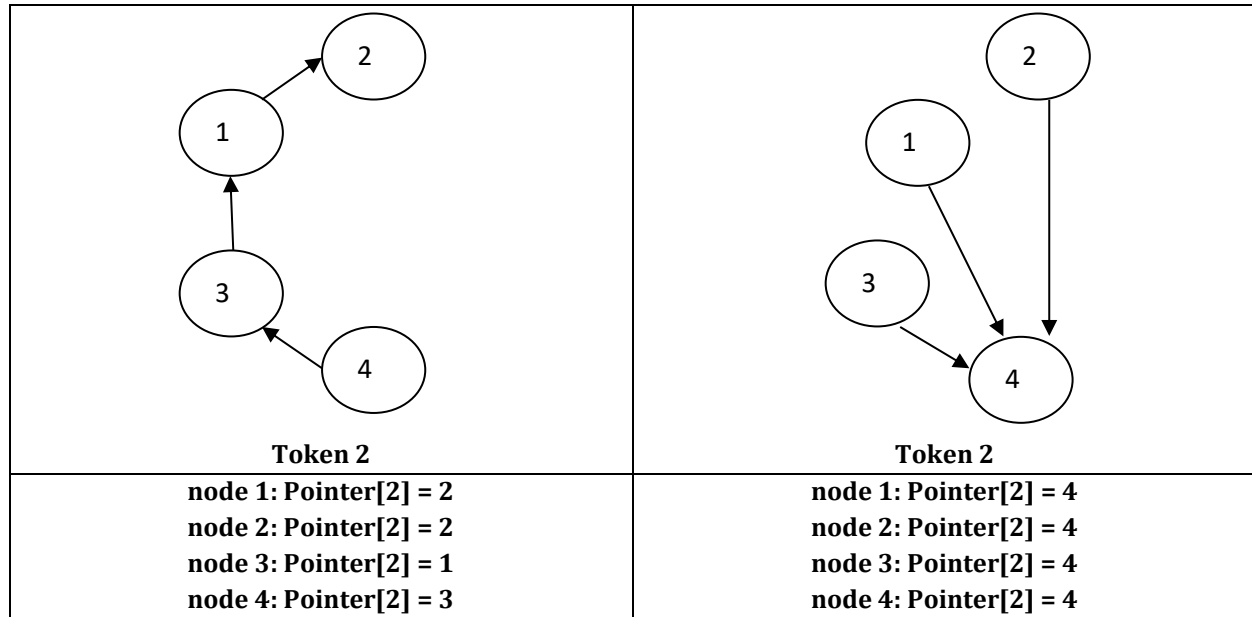 2
1
3
4
Token 2
2
1
3
4
Token 2
node 1: Pointer[2] = 2
node 2: Pointer[2] = 2
node 3: Pointer[2] = 1
node 4: Pointer[2] = 3
node 1: Pointer[2] = 4
node 2: Pointer[2] = 4
node 3: Pointer[2] = 4
node 4: Pointer[2] = 4